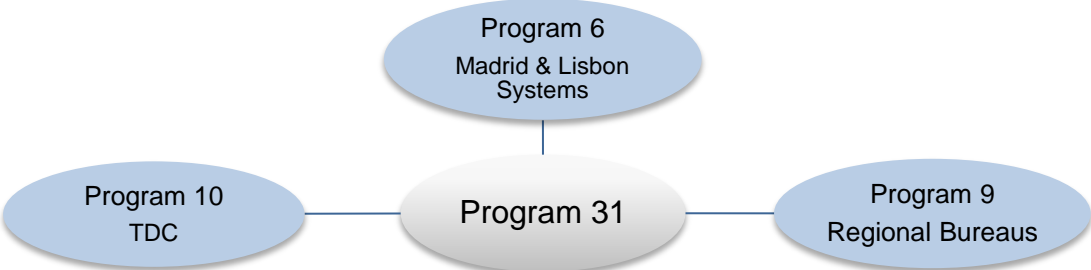 Program 6
Madrid & Lisbon
Systems
Program 10
TDC
Program 31
Program 9
Regional Bureaus